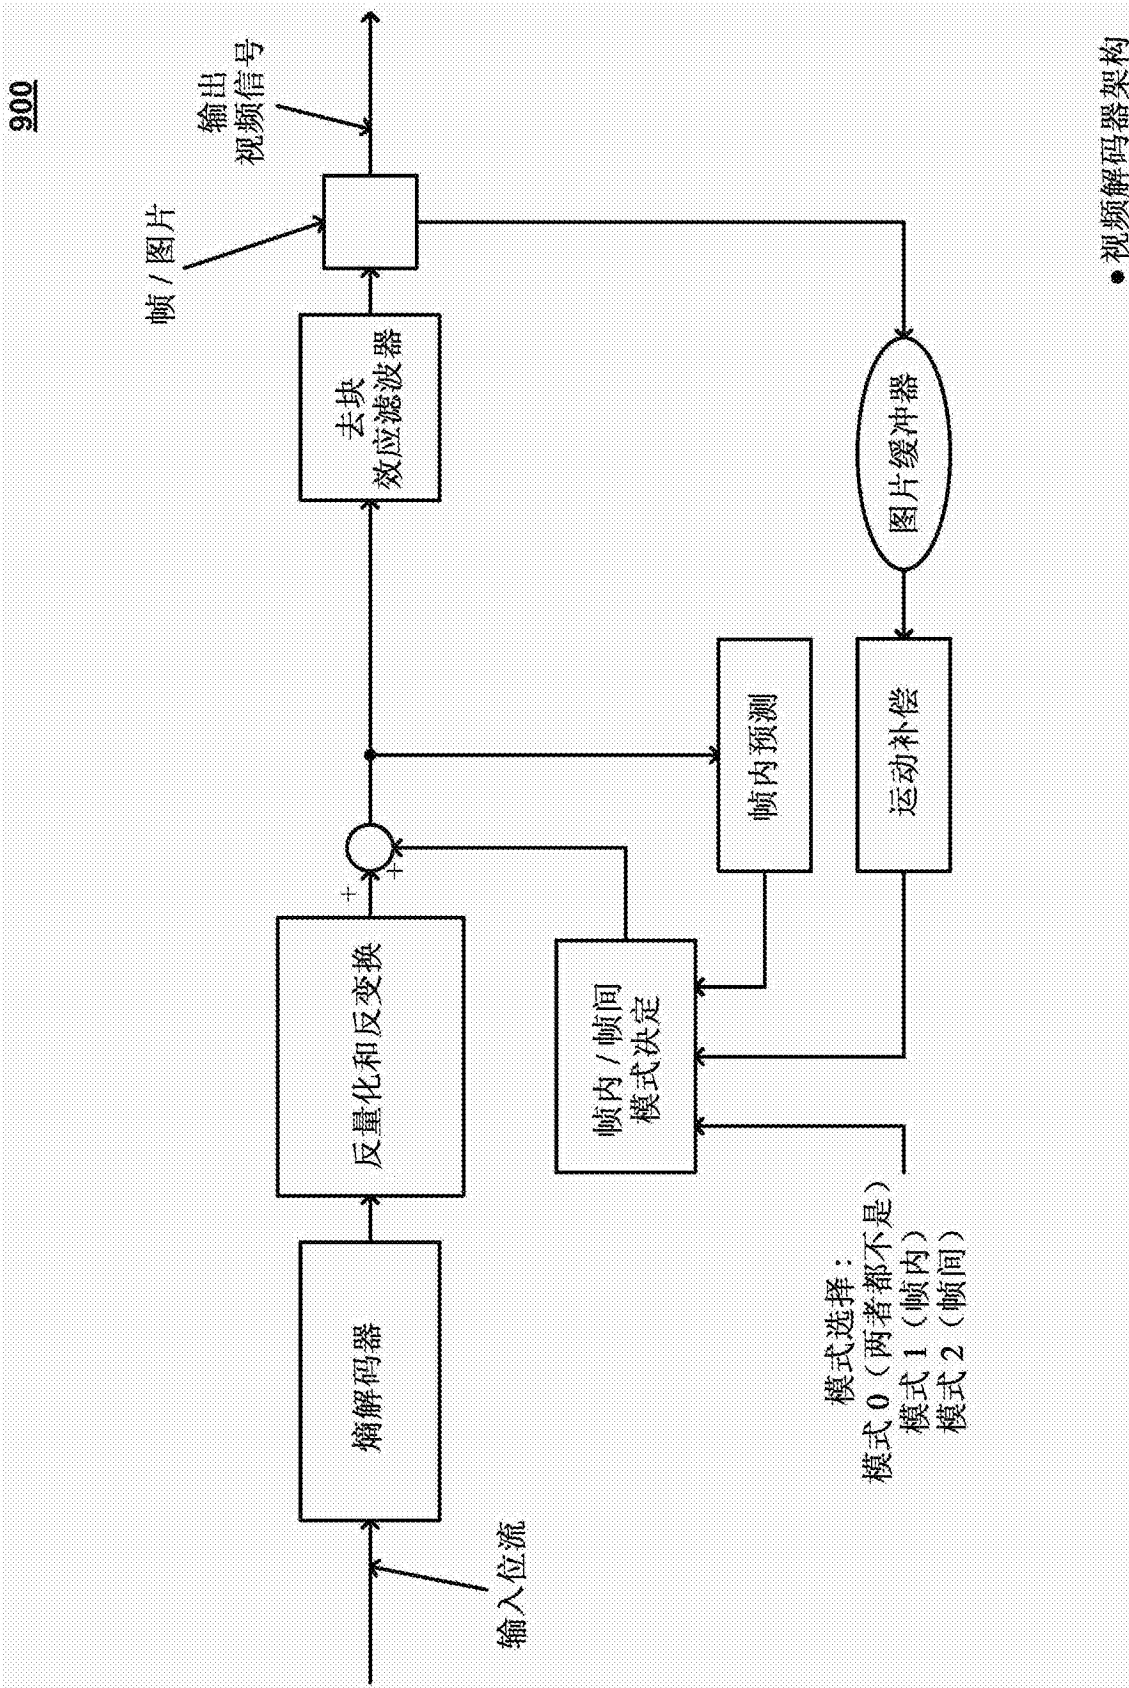 900
输出
视频信号
帧 / 图片
去块
效应滤波器
图片缓冲器
帧内预测
运动补偿
+
+
反量化和反变换
帧内 / 帧间
模式决定
熵解码器
模式选择：
模式 0（两者都不是）
模式 1（帧内）
模式 2（帧间）
输入位流
• 视频解码器架构